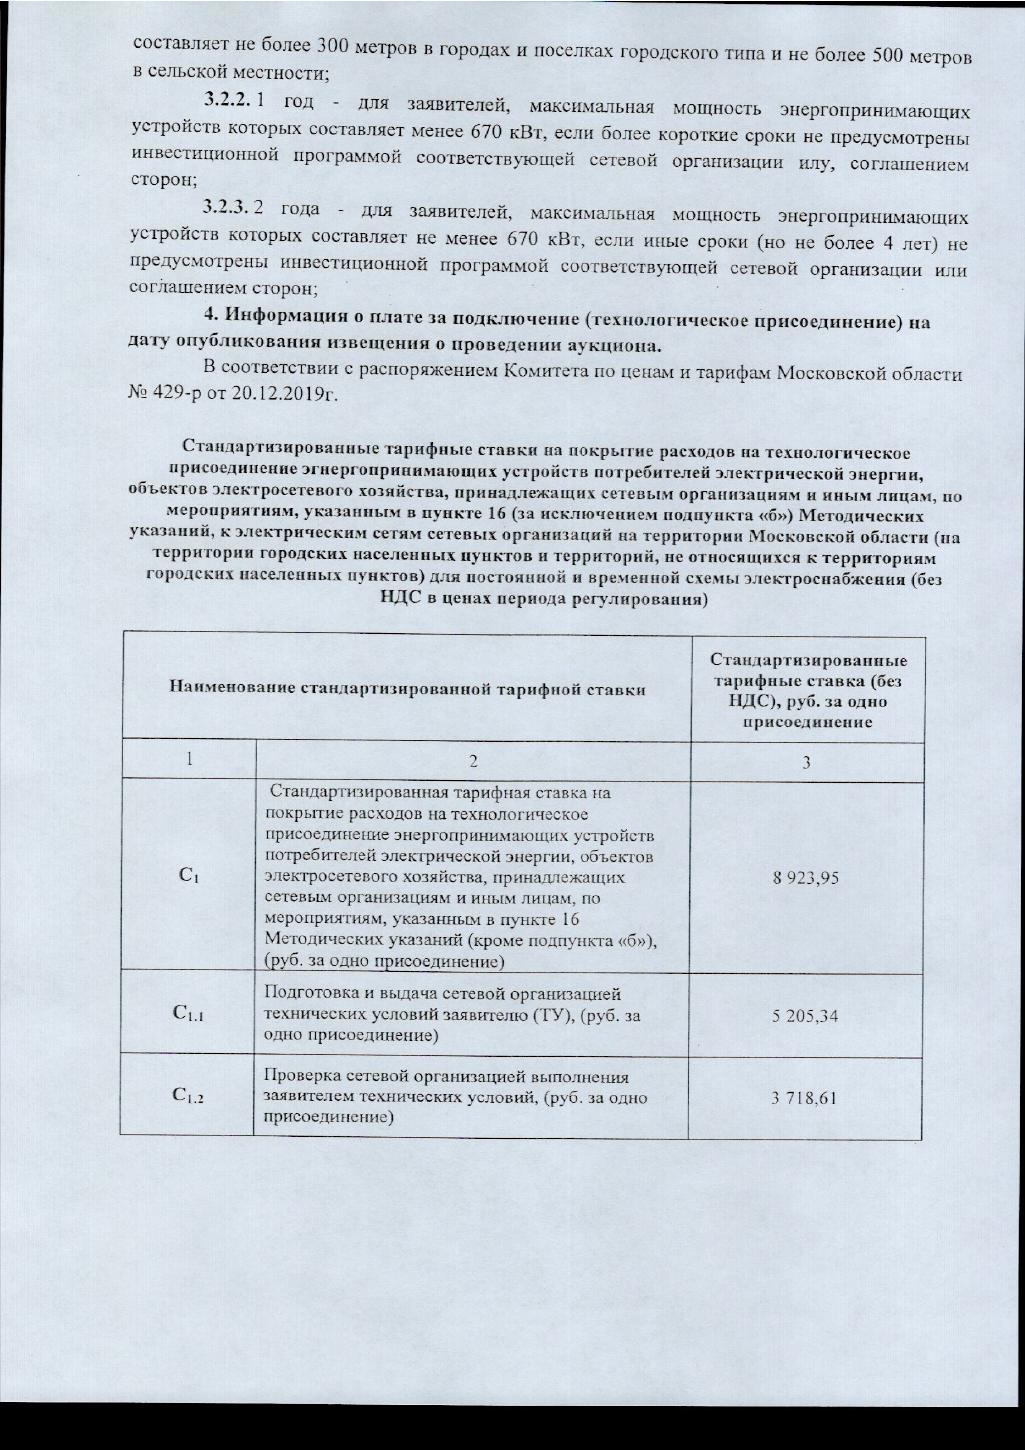 составляет не более 300 метров в городах и поселках городского типа и не более 500 метров
в сельской местности;
3.2.2. 1 год - для заявителей, максимальная мощность энергопринимающих
устройств которых составляет менее 670 кВт, если более короткие сроки не предусмотрены
инвестиционной программой соответствующей сетевой организации илу, соглашением
сторон;
3.2.3. 2 года - для заявителей, максимальная мощность энергопринимающих
устройств которых составляет не менее 670 кВт, если иные сроки (но не более 4 лет) не
предусмотрены инвестиционной программой соответствующей сетевой организации или
соглашением сторон;
4. Информация о плате за подключение (технологическое присоединение) на
дату опубликования извещения о проведении аукциона.
В соответствии с распоряжением Комитета по ценам и тарифам Московской области
№ 429-р от 20.12.2019г.
Стандартизированные тарифные ставки на покрытие расходов на технологическое
присоединение эгнергопринимающих устройств потребителей электрической энергии,
объектов электросетевого хозяйства, принадлежащих сетевым организациям и иным лицам, по
мероприятиям, указанным в пункте 16 (за исключением подпункта «б») Методических
указаний, к электрическим сетям сетевых организаций на территории Московской области (на
территории городских населенных пунктов и территорий, не относящихся к территориям
городских населенных пунктов) для постоянной и временной схемы электроснабжения (без
НДС в ценах периода регулирования)
Наименование стандартизированной тарифной ставки
Стандартизированные
тарифные ставка (без
НДС), руб. за одно
присоединение
1
2
3
C1
Стандартизированная тарифная ставка на
покрытие расходов на технологическое
присоединение энергопринимающих устройств
потребителей электрической энергии, объектов
электросетевого хозяйства, принадлежащих
сетевым организациям и иным лицам, по
мероприятиям, указанным в пункте 16
Методических указаний (кроме подпункта «б»),
(руб. за одно присоединение)
8 923,95
C1.1
Подготовка и выдача сетевой организацией
технических условий заявителю (ТУ), (руб. за
одно присоединение)
5 205,34
C1.2
Проверка сетевой организацией выполнения
заявителем технических условий, (руб. за одно
присоединение)
3 718,61